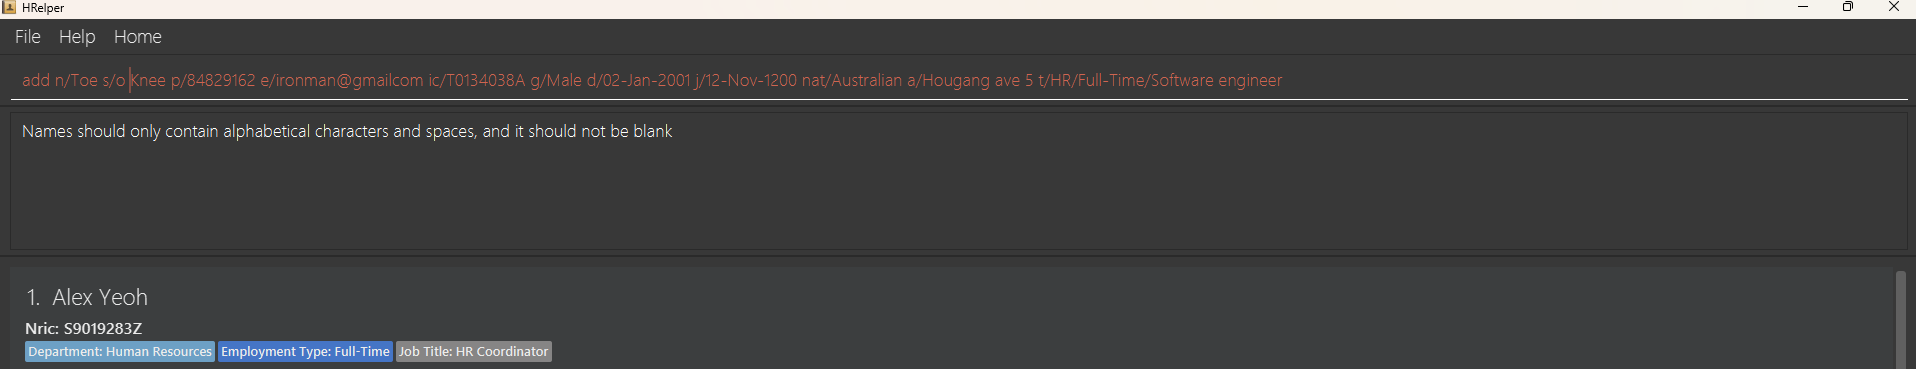 HRelper
File Help Home
add n/Toe s/o Knee p/84829162 e/ironman@gmailcom ic/T0134038A g/Male d/02-Jan-2001 j/12-Nov-1200 nat/Australian a/Hougang ave 5 t/HR/Full-Time/Software engineer
Names should only contain alphabetical characters and spaces, and it should not be blank
1. Alex Yeoh
Nric: S9019283Z
Department: Human Resources Employment Type: Full-Time Job Title: HR Coordinator